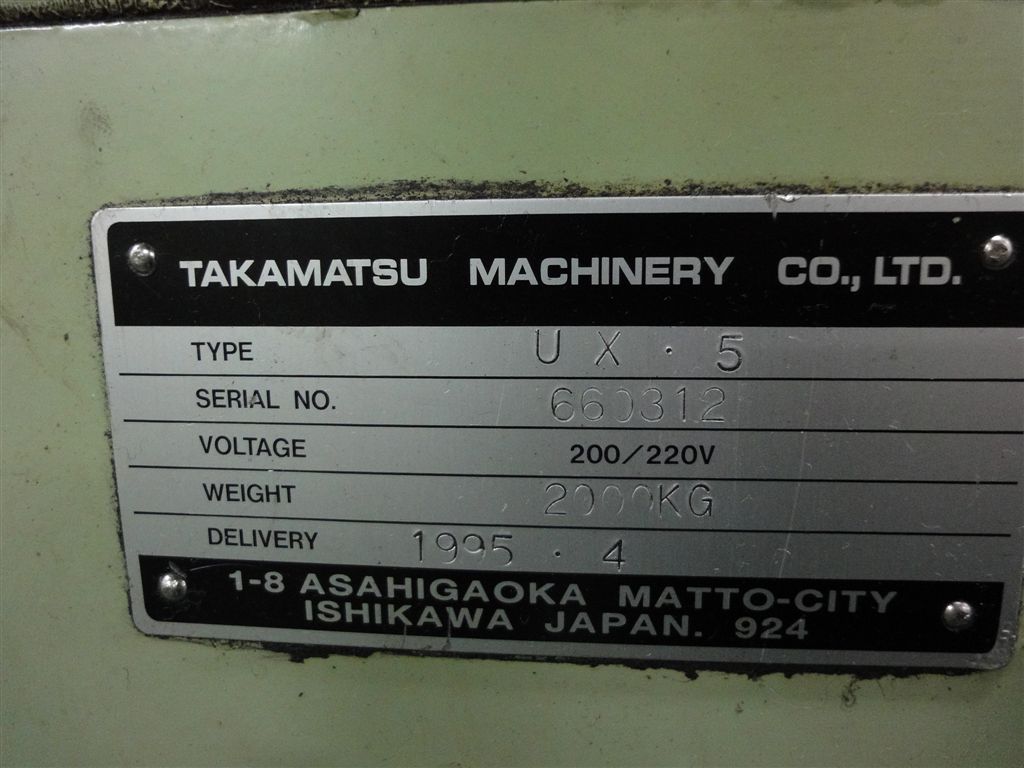 TAKAMATSU MACHINERY CO., LTD.
TYPE U X · 5
SERIAL NO. 660312
VOLTAGE 200/220V
WEIGHT 2000KG
DELIVERY 1995 · 4
1-8 ASAHIGAOKA MATTO-CITY
ISHIKAWA JAPAN. 924